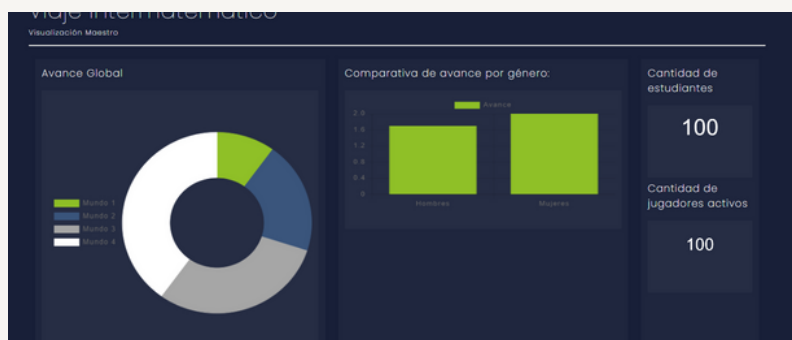 Viaje Intermatemático
Visualización Maestro
Avance Global
Mundo 1
Mundo 2
Mundo 3
Mundo 4
Comparativa de avance por género:
Avance
2.0
1.6
1.2
0.8
0.4
0
Hombres
Mujeres
Cantidad de
estudiantes
100
Cantidad de
jugadores activos
100